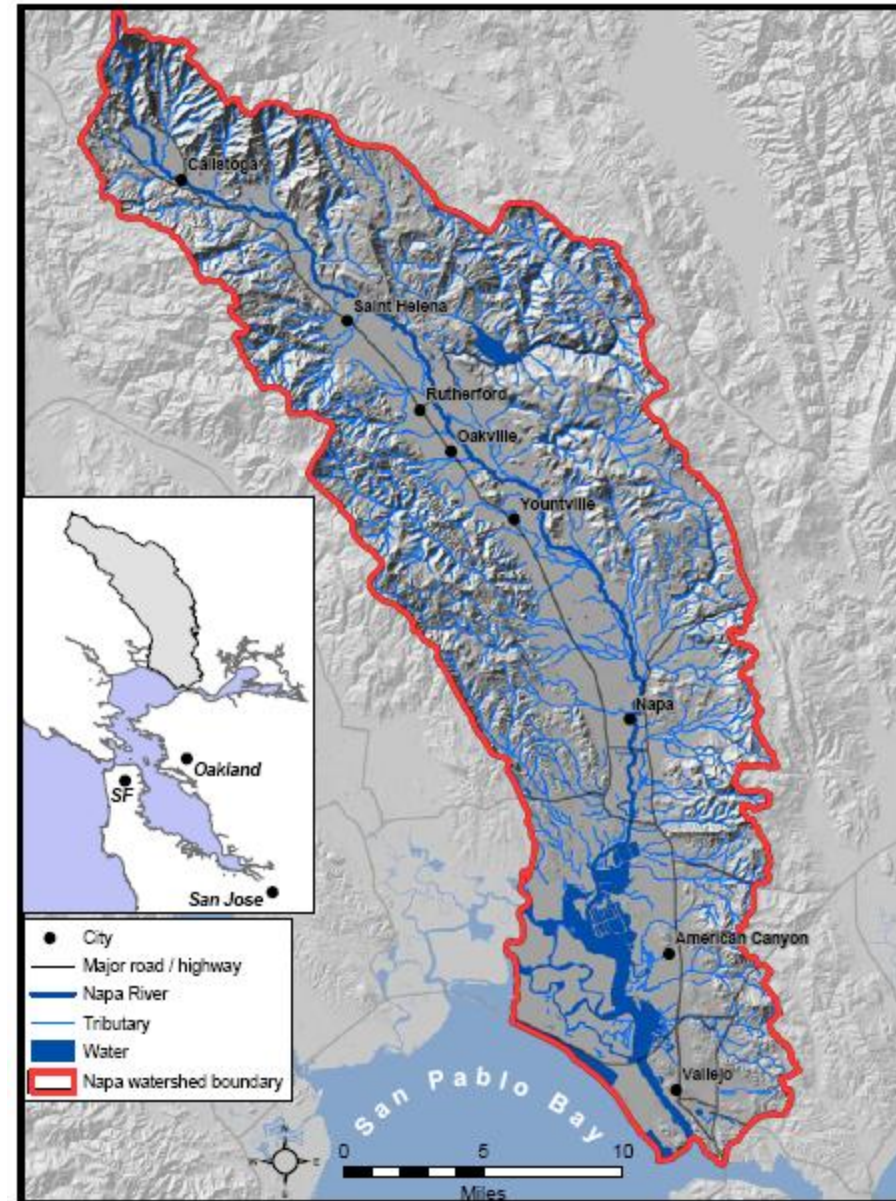 Calistoga
Saint Helena
Rutherford
Oakville
Yountville
Napa
American Canyon
Vallejo
San Pablo Bay
Oakland
SF
San Jose
City
Major road / highway
Napa River
Tributary
Water
Napa watershed boundary
N
W E
S
0 5 10
Miles